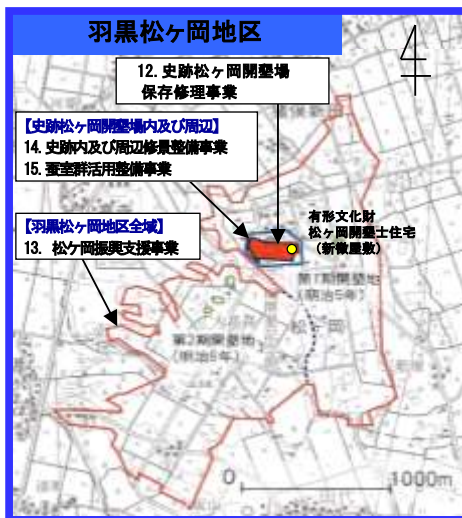 羽黒松ヶ岡地区
12. 史跡松ヶ岡開墾場
保存修理事業
【史跡松ヶ岡開墾場内及び周辺】
14. 史跡内及び周辺修景整備事業
15. 蚕室群活用整備事業
【羽黒松ヶ岡地区全域】
13. 松ケ岡振興支援事業
有形文化財
松ヶ岡開墾士住宅
(新徴屋敷)
第1期開墾地
(明治5年)
松ヶ岡
第2期開墾地
0 1000m